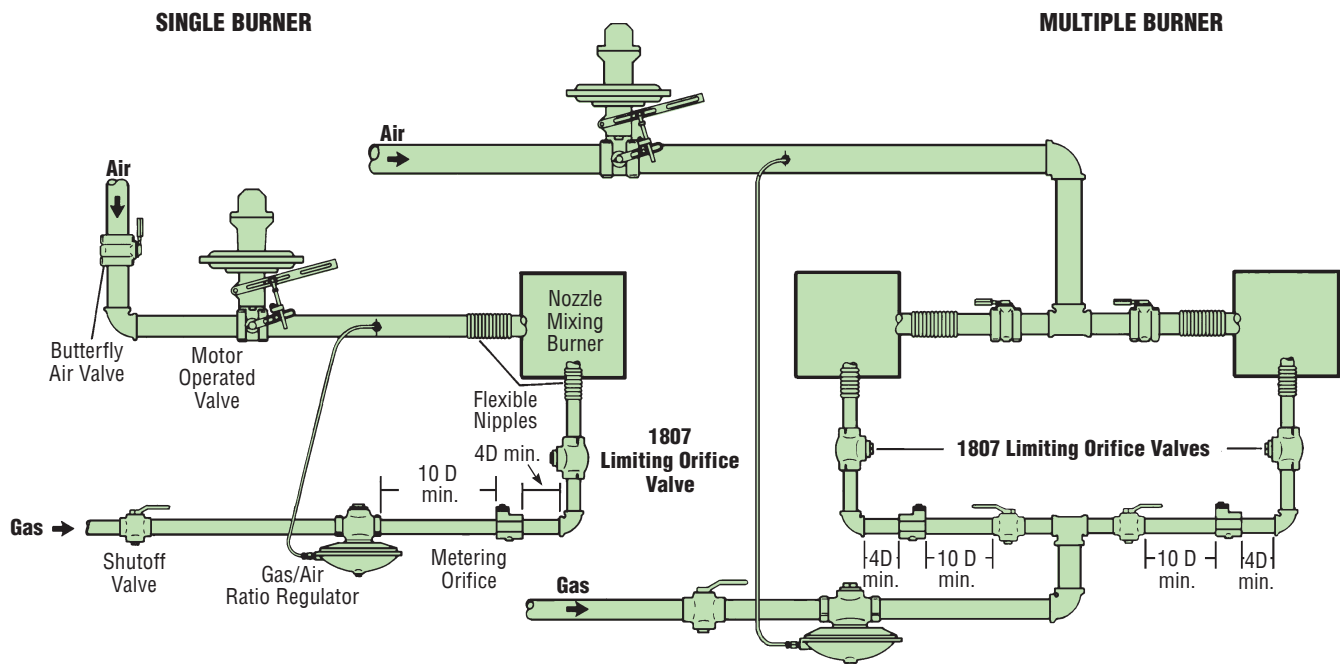 SINGLE BURNER
MULTIPLE BURNER
Air
Air
Butterfly
Air Valve
Motor
Operated
Valve
Nozzle
Mixing
Burner
Flexible
Nipples
1807
Limiting Orifice
Valve
4D min.
10 D
min.
Gas
Shutoff
Valve
Gas/Air
Ratio Regulator
Metering
Orifice
1807 Limiting Orifice Valves
4D
min.
10 D
min.
10 D
min.
4D
min.
Gas